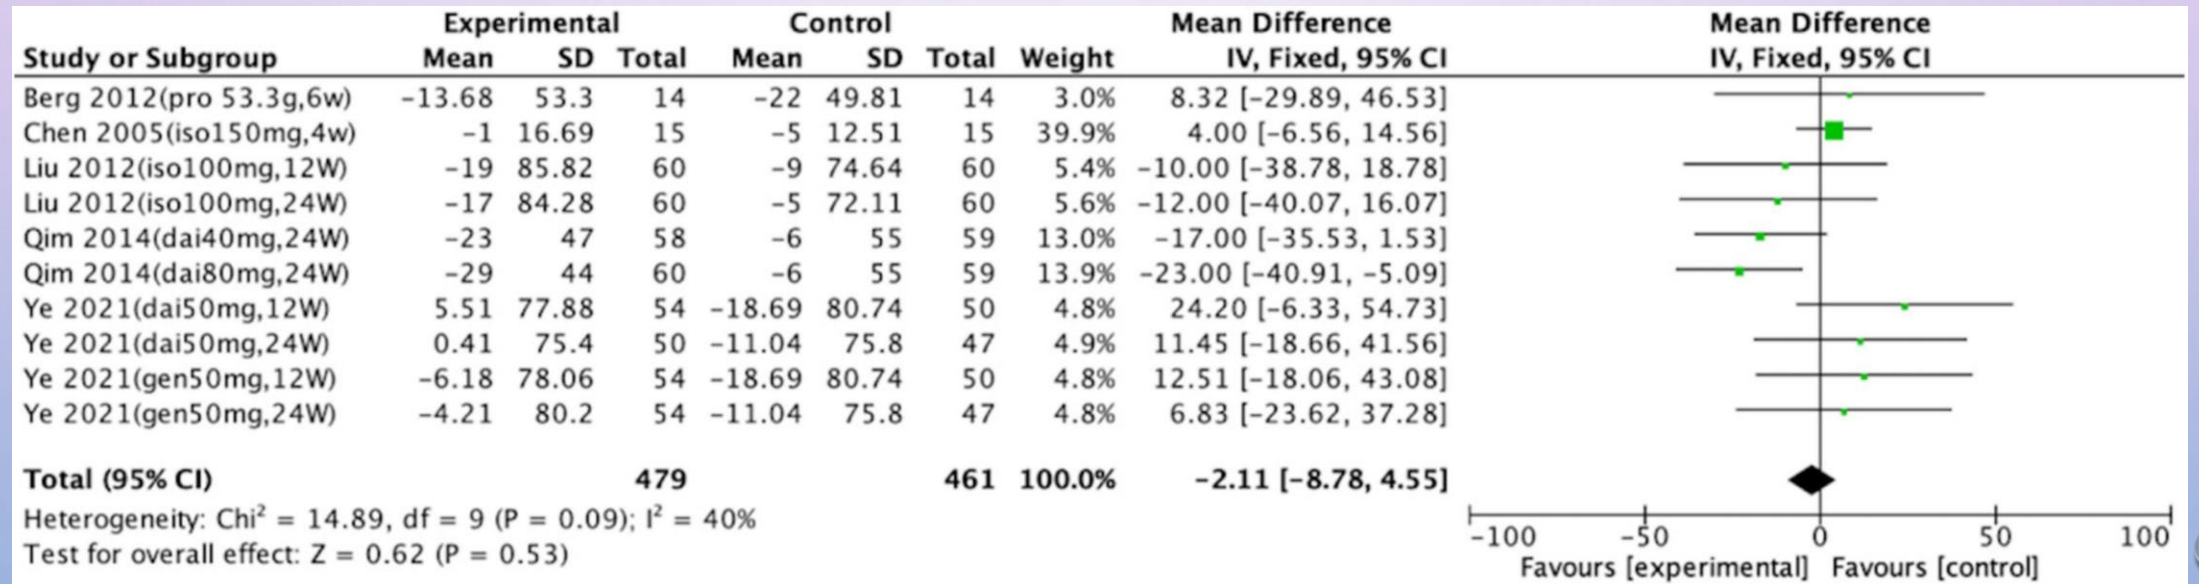 Experimental Control Mean Difference Mean Difference
Study or Subgroup Mean SD Total Mean SD Total Weight IV, Fixed, 95% CI IV, Fixed, 95% CI
Berg 2012(pro 53.3g,6w) -13.68 53.3 14 -22 49.81 14 3.0% 8.32 [-29.89, 46.53]
Chen 2005(iso150mg,4w) -1 16.69 15 -5 12.51 15 39.9% 4.00 [-6.56, 14.56]
Liu 2012(iso100mg,12W) -19 85.82 60 -9 74.64 60 5.4% -10.00 [-38.78, 18.78]
Liu 2012(iso100mg,24W) -17 84.28 60 -5 72.11 60 5.6% -12.00 [-40.07, 16.07]
Qim 2014(dai40mg,24W) -23 47 58 -6 55 59 13.0% -17.00 [-35.53, 1.53]
Qim 2014(dai80mg,24W) -29 44 60 -6 55 59 13.9% -23.00 [-40.91, -5.09]
Ye 2021(dai50mg,12W) 5.51 77.88 54 -18.69 80.74 50 4.8% 24.20 [-6.33, 54.73]
Ye 2021(dai50mg,24W) 0.41 75.4 50 -11.04 75.8 47 4.9% 11.45 [-18.66, 41.56]
Ye 2021(gen50mg,12W) -6.18 78.06 54 -18.69 80.74 50 4.8% 12.51 [-18.06, 43.08]
Ye 2021(gen50mg,24W) -4.21 80.2 54 -11.04 75.8 47 4.8% 6.83 [-23.62, 37.28]
Total (95% CI) 479 461 100.0% -2.11 [-8.78, 4.55]
Heterogeneity: Chi² = 14.89, df = 9 (P = 0.09); I² = 40%
Test for overall effect: Z = 0.62 (P = 0.53)
-100 -50 0 50 100
Favours [experimental] Favours [control]